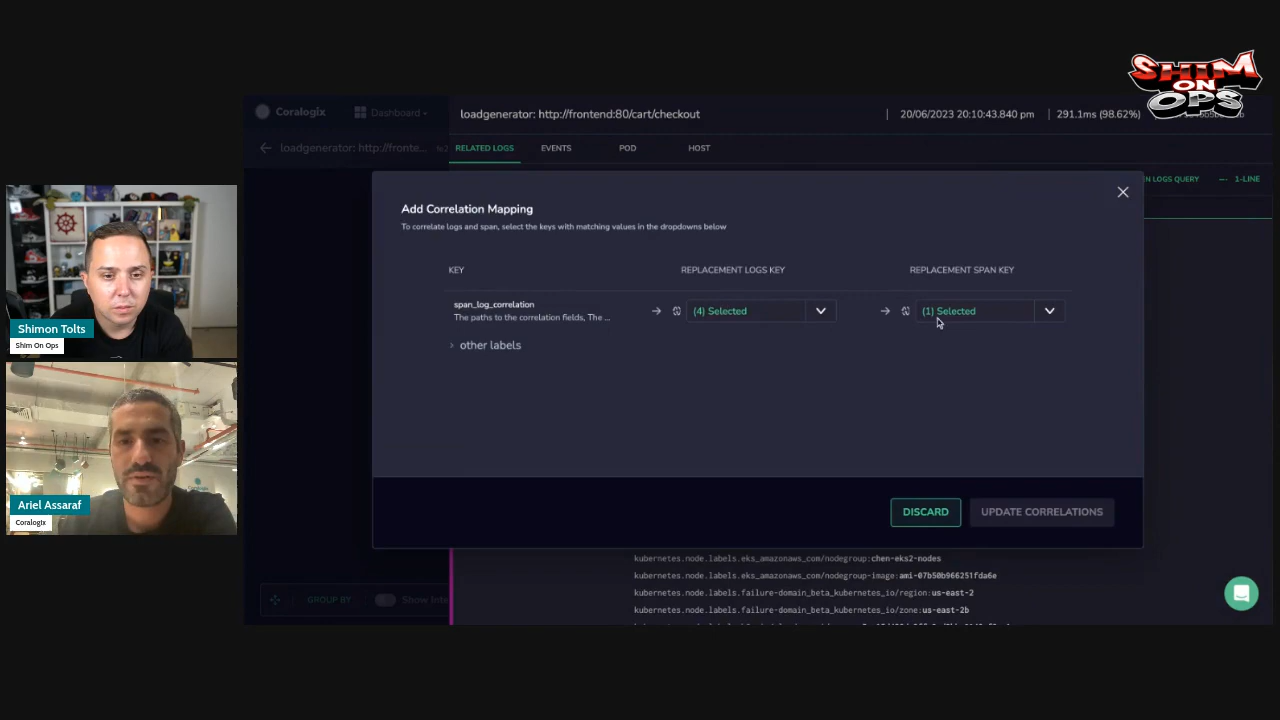 SHIM
ON
OPS
Coralogix
Dashboard
loadgenerator: http://frontend:80/cart/checkout
20/06/2023 20:10:43.840 pm
291.1ms (98.62%)
loadgenerator: http://fronte...
RELATED LOGS
EVENTS
POD
HOST
LOGS QUERY
1-LINE
Add Correlation Mapping
To correlate logs and span, select the keys with matching values in the dropdowns below
KEY
REPLACEMENT LOGS KEY
REPLACEMENT SPAN KEY
span_log_correlation
The paths to the correlation fields, The ...
(4) Selected
(1) Selected
other labels
DISCARD
UPDATE CORRELATIONS
kubernetes.node.labels.eks_amazonaws_com/nodegroup:chen-eks2-nodes
kubernetes.node.labels.eks_amazonaws_com/nodegroup-image:ami-07b50b966251fda6e
kubernetes.node.labels.failure-domain_beta_kubernetes_io/region:us-east-2
kubernetes.node.labels.failure-domain_beta_kubernetes_io/zone:us-east-2b
GROUP BY
Shimon Tolts
Shim On Ops
Ariel Assaraf
Coralogix